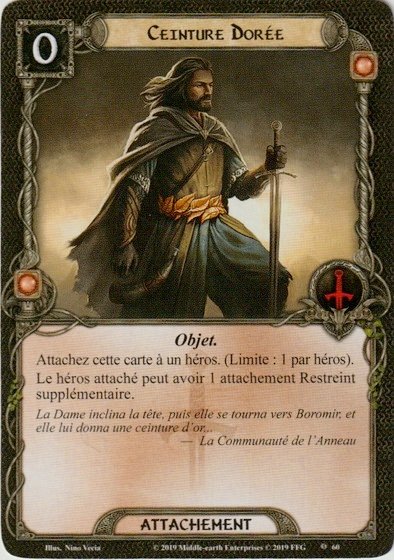 0
CEINTURE DORÉE
Objet.
Attachez cette carte à un héros. (Limite : 1 par héros).
Le héros attaché peut avoir 1 attachement Restreint
supplémentaire.
La Dame inclina la tête, puis elle se tourna vers Boromir, et
elle lui donna une ceinture d'or...
— La Communauté de l'Anneau
ATTACHEMENT
Illus. Nino Vecia © 2019 Middle-earth Enterprises © 2019 FFG 60